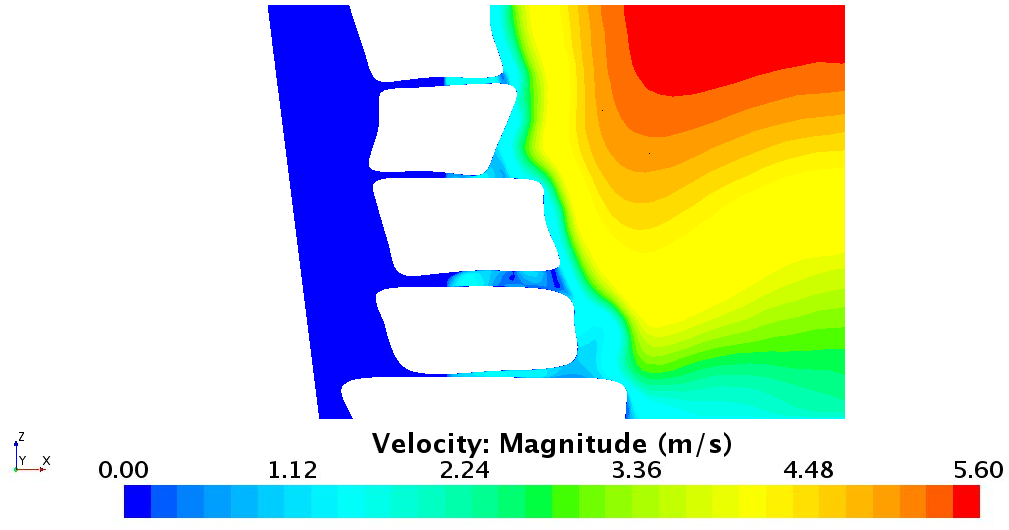 Z
Y X
Velocity: Magnitude (m/s)
0.00 1.12 2.24 3.36 4.48 5.60